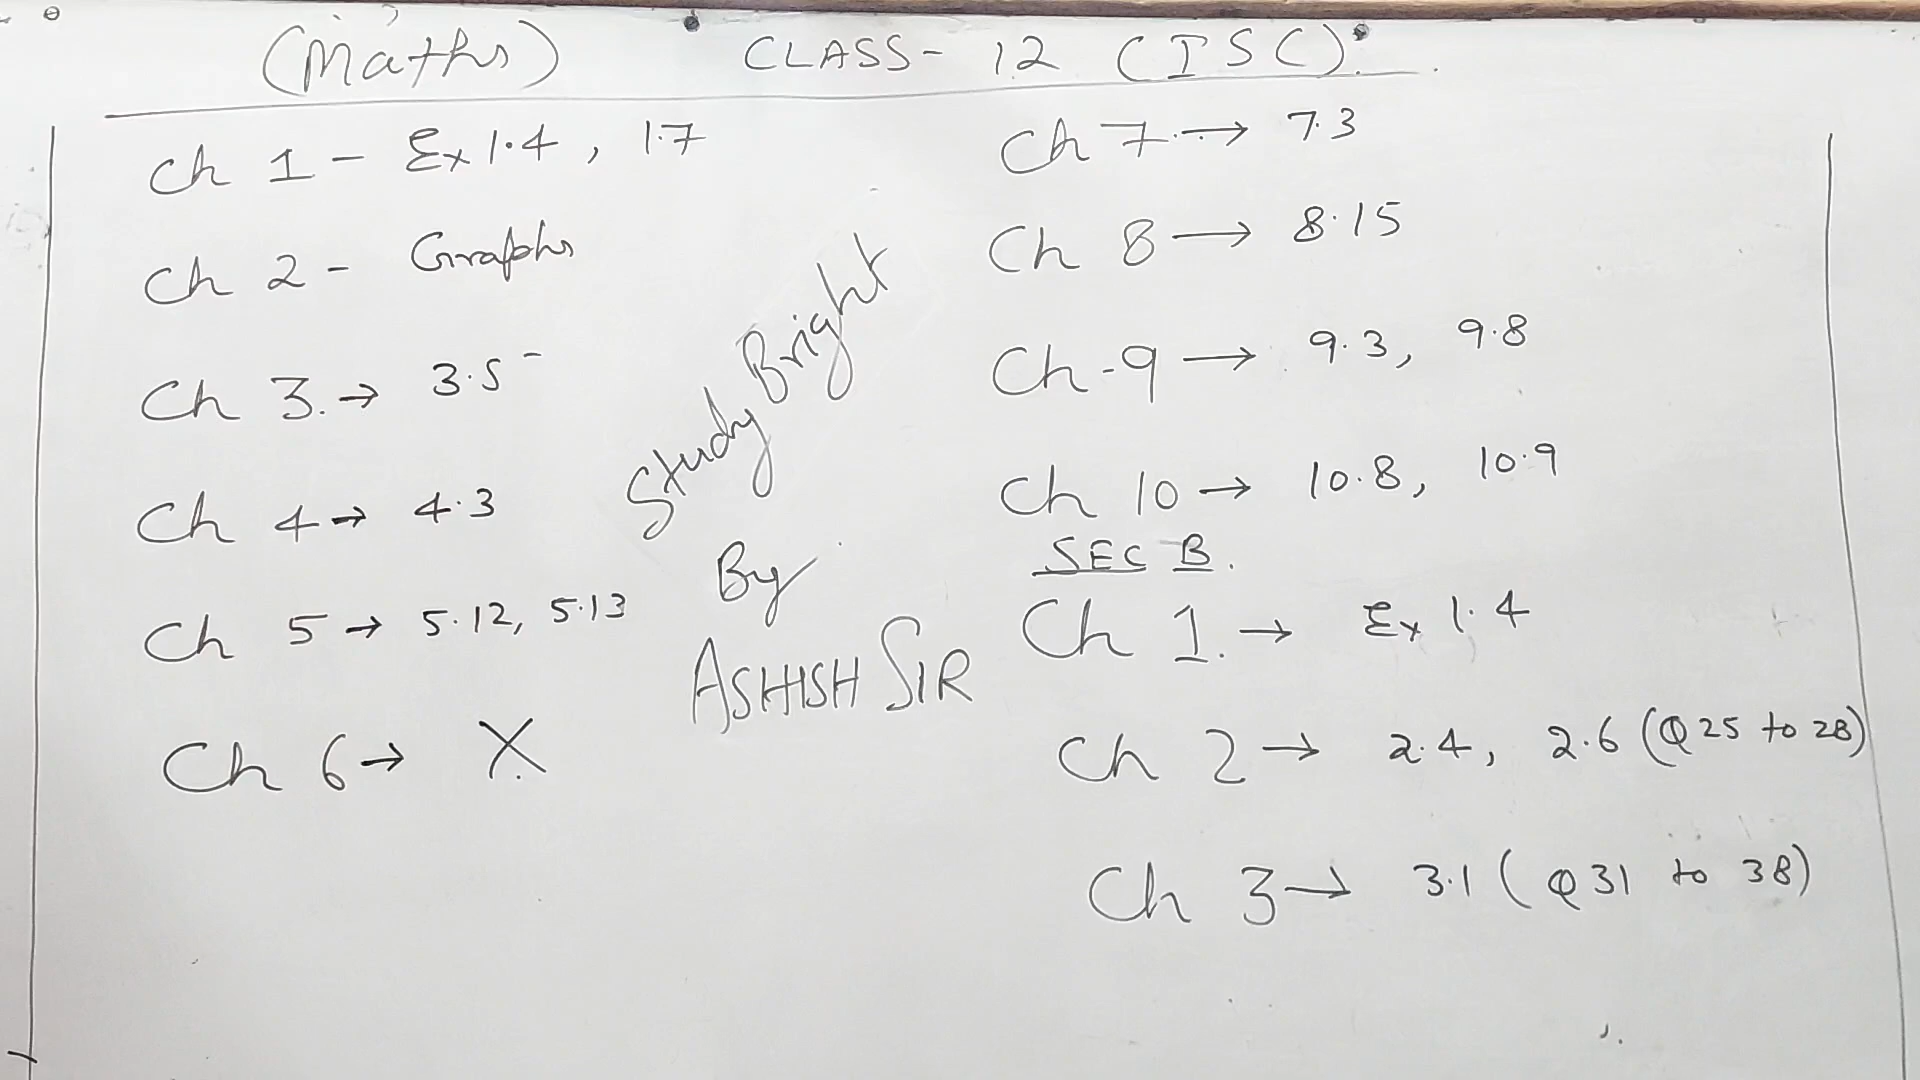 (Maths) CLASS- 12 (ISC)
Ch 1 - Ex 1.4, 1.7
Ch 2 - Graphs
Ch 3. → 3.5
Ch 4 → 4.3
Ch 5 → 5.12, 5.13
Ch 6 → X
Study Bright
By
ASHISH SIR
Ch 7 → 7.3
Ch 8 → 8.15
Ch-9 → 9.3, 9.8
Ch 10 → 10.8, 10.9
SEC B.
Ch 1. → Ex 1.4
Ch 2 → 2.4, 2.6 (Q 25 to 28)
Ch 3 → 3.1 (Q 31 to 38)